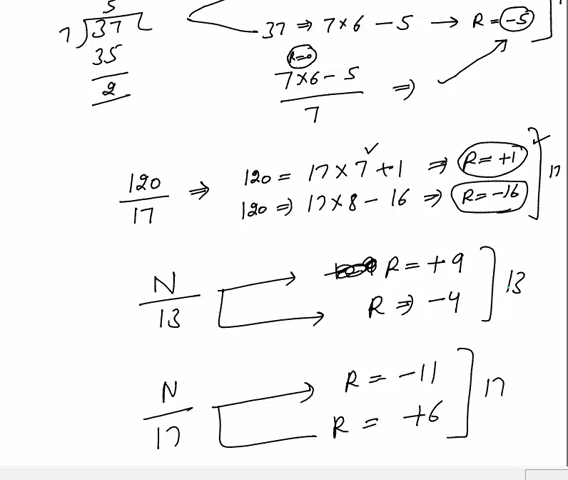 5
7 ) 37 (
35
2
37 ⇒ 7×6 - 5 → R = -5
R=0
7×6 - 5 / 7 ⇒
120 / 17 ⇒ 120 = 17 × 7 + 1 ⇒ R = +1
120 ⇒ 17 × 8 - 16 ⇒ R = -16 ] 17
N / 13 → R = +9
→ R ⇒ -4 ] 13
N / 17 → R = -11
R = +6 ] 17